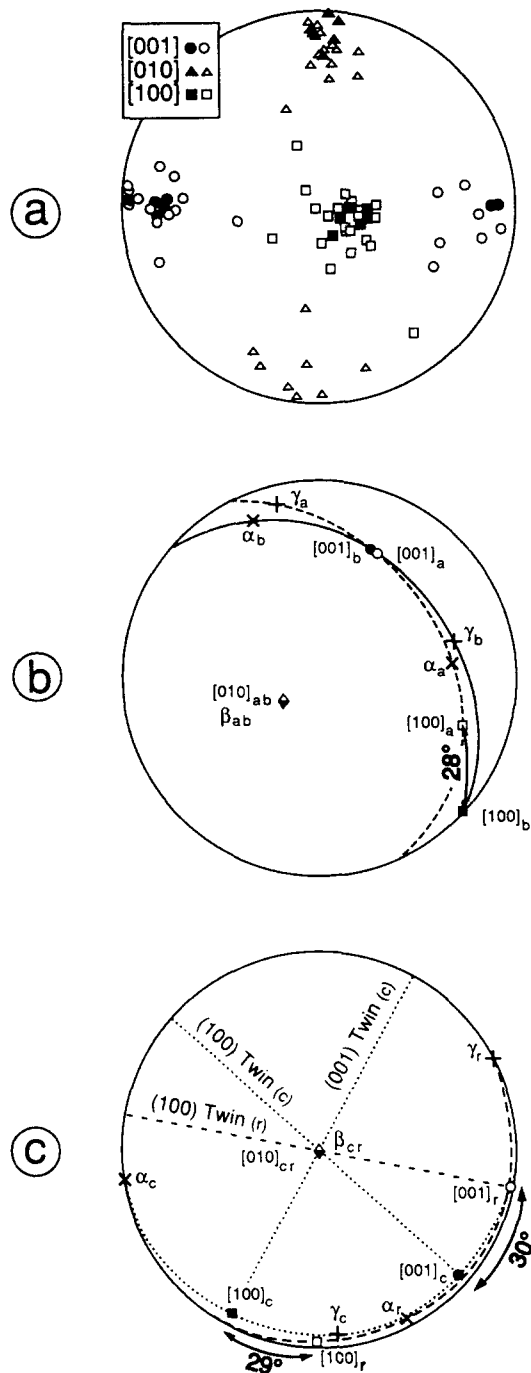 [001] ● ○
[010] ▲ △
[100] ■ □
a
γa
αb
[001]b
[001]a
γb
αa
[010]ab
βab
[100]a
28°
[100]b
b
(100) Twin (c)
(001) Twin (c)
(100) Twin (r)
γr
c
βcr
[010]cr
αc
[001]r
30°
[001]c
[100]c
γc
αr
29°
[100]r